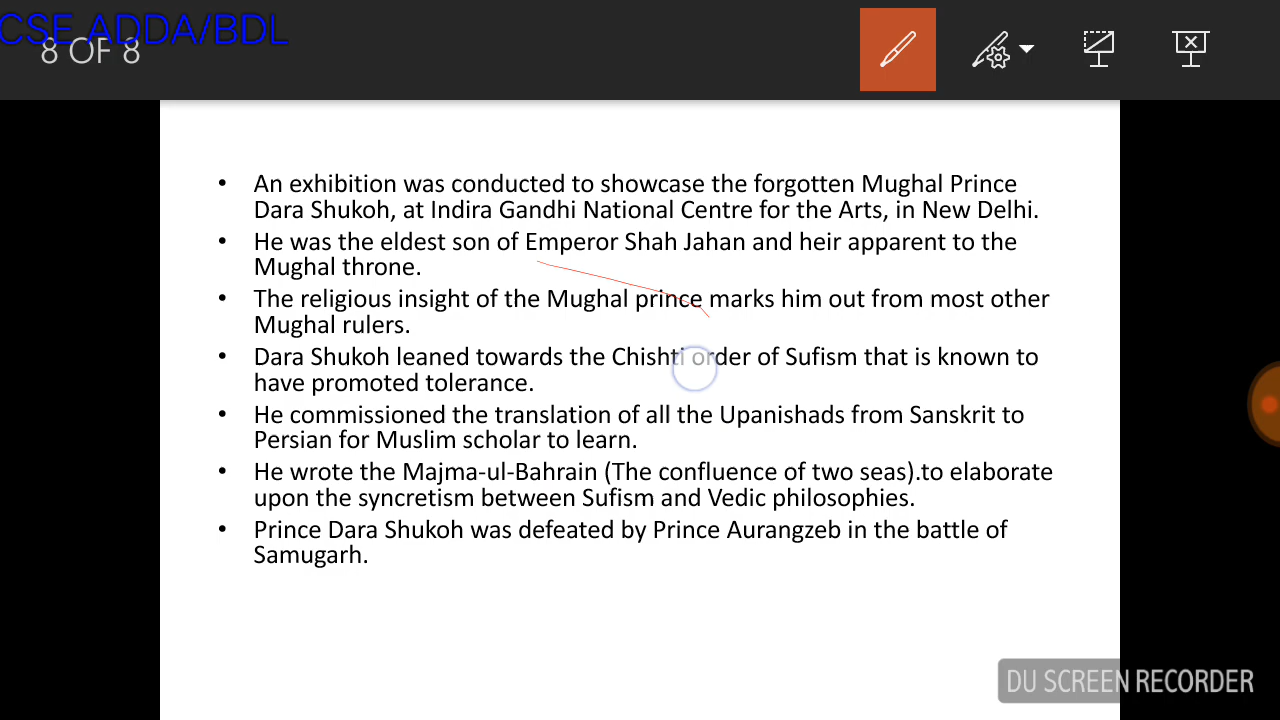 CSE ADDA/BDL
8 OF 8
• An exhibition was conducted to showcase the forgotten Mughal Prince
Dara Shukoh, at Indira Gandhi National Centre for the Arts, in New Delhi.
• He was the eldest son of Emperor Shah Jahan and heir apparent to the
Mughal throne.
• The religious insight of the Mughal prince marks him out from most other
Mughal rulers.
• Dara Shukoh leaned towards the Chishti order of Sufism that is known to
have promoted tolerance.
• He commissioned the translation of all the Upanishads from Sanskrit to
Persian for Muslim scholar to learn.
• He wrote the Majma-ul-Bahrain (The confluence of two seas).to elaborate
upon the syncretism between Sufism and Vedic philosophies.
• Prince Dara Shukoh was defeated by Prince Aurangzeb in the battle of
Samugarh.
DU SCREEN RECORDER